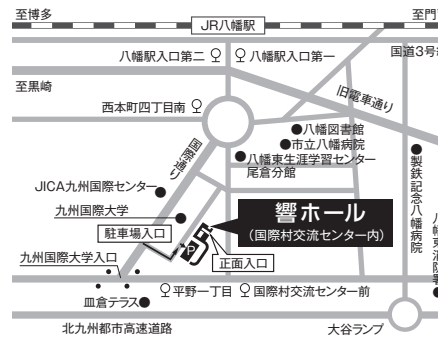 至博多
JR八幡駅
至門
八幡駅入口第二
八幡駅入口第一
国道3号
至黒崎
旧電車通り
西本町四丁目南
国際通り
八幡図書館
市立八幡病院
八幡東生涯学習センター
尾倉分館
製鉄記念八幡病院
JICA九州国際センター
九州国際大学
響ホール
(国際村交流センター内)
八幡東消防署
駐車場入口
P
正面入口
九州国際大学入口
平野一丁目
国際村交流センター前
皿倉テラス
北九州都市高速道路
大谷ランプ